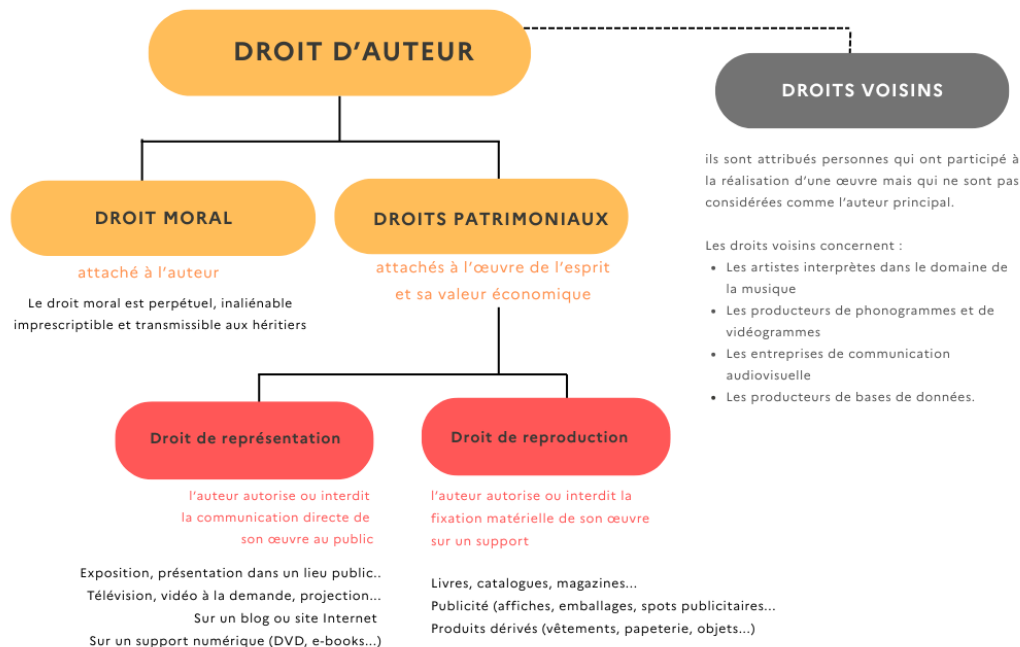 DROIT D’AUTEUR
DROITS VOISINS
ils sont attribués personnes qui ont participé à
la réalisation d’une œuvre mais qui ne sont pas
considérées comme l’auteur principal.
Les droits voisins concernent :
• Les artistes interprètes dans le domaine de
la musique
• Les producteurs de phonogrammes et de
vidéogrammes
• Les entreprises de communication
audiovisuelle
• Les producteurs de bases de données.
DROIT MORAL
attaché à l’auteur
Le droit moral est perpétuel, inaliénable
imprescriptible et transmissible aux héritiers
DROITS PATRIMONIAUX
attachés à l’œuvre de l’esprit
et sa valeur économique
Droit de représentation
l’auteur autorise ou interdit
la communication directe de
son œuvre au public
Exposition, présentation dans un lieu public..
Télévision, vidéo à la demande, projection...
Sur un blog ou site Internet
Sur un support numérique (DVD, e-books...)
Droit de reproduction
l’auteur autorise ou interdit la
fixation matérielle de son œuvre
sur un support
Livres, catalogues, magazines...
Publicité (affiches, emballages, spots publicitaires...
Produits dérivés (vêtements, papeterie, objets...)